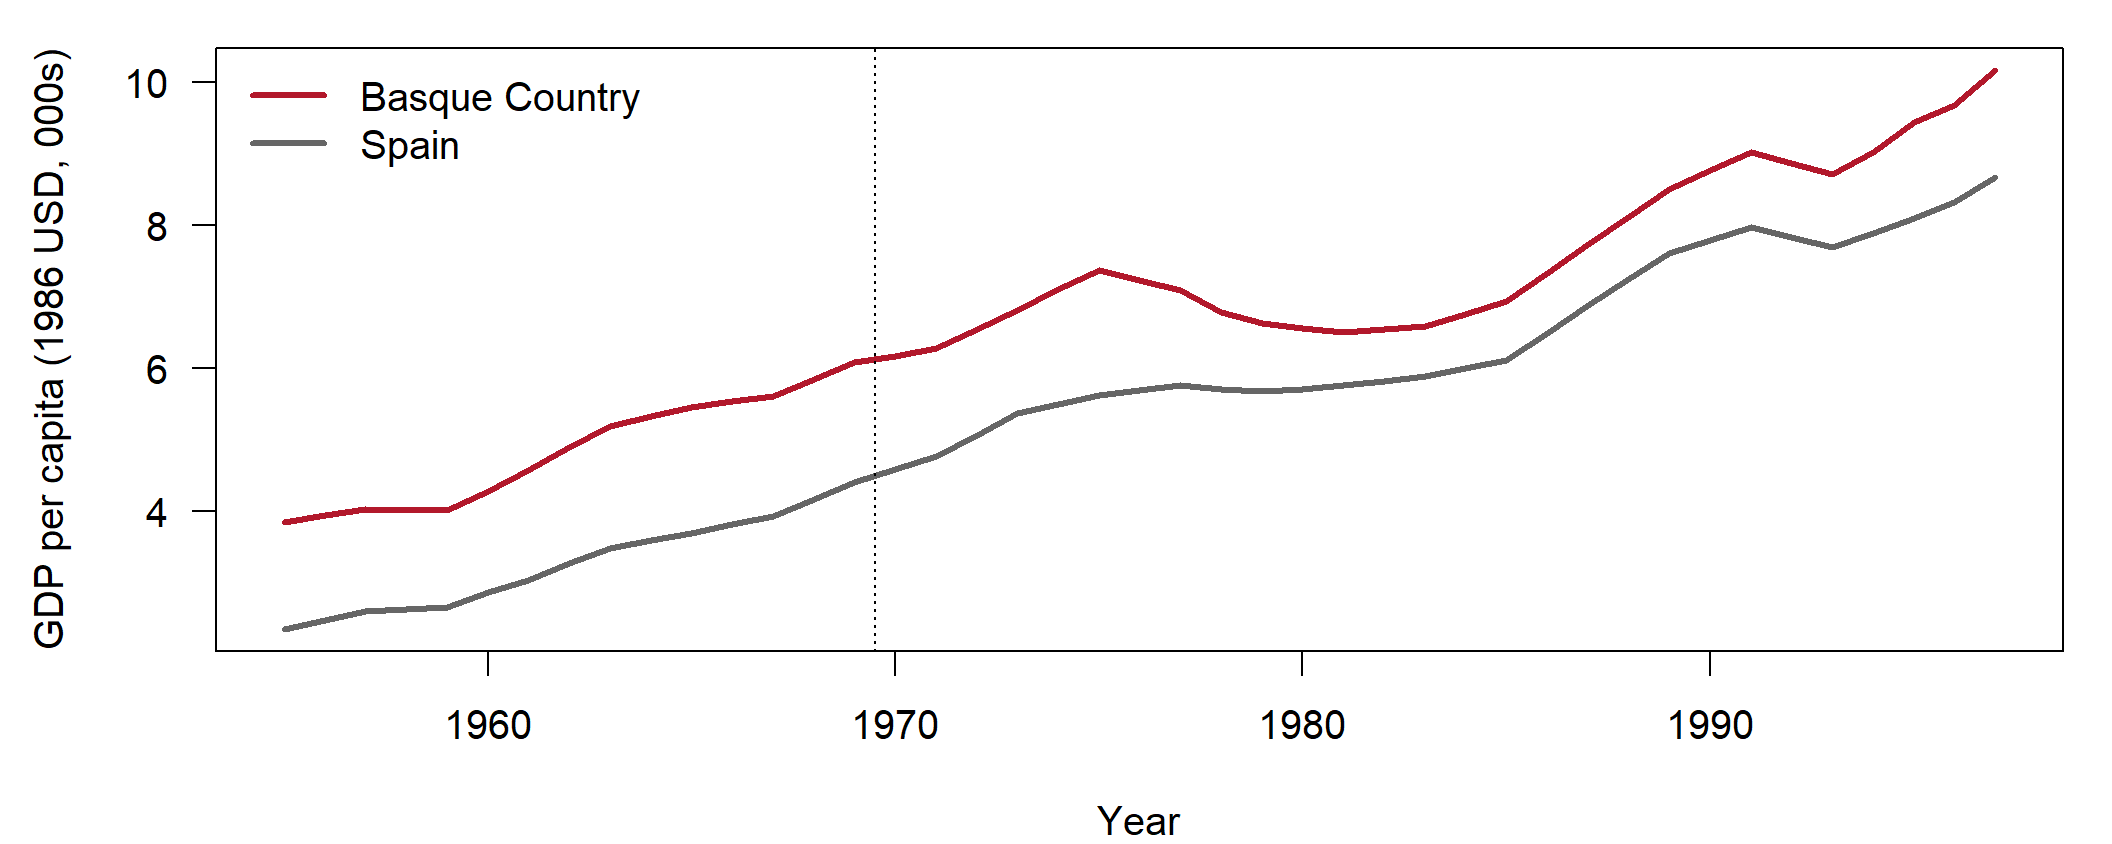 GDP per capita (1986 USD, 000s)
10
8
6
4
Basque Country
Spain
1960
1970
1980
1990
Year